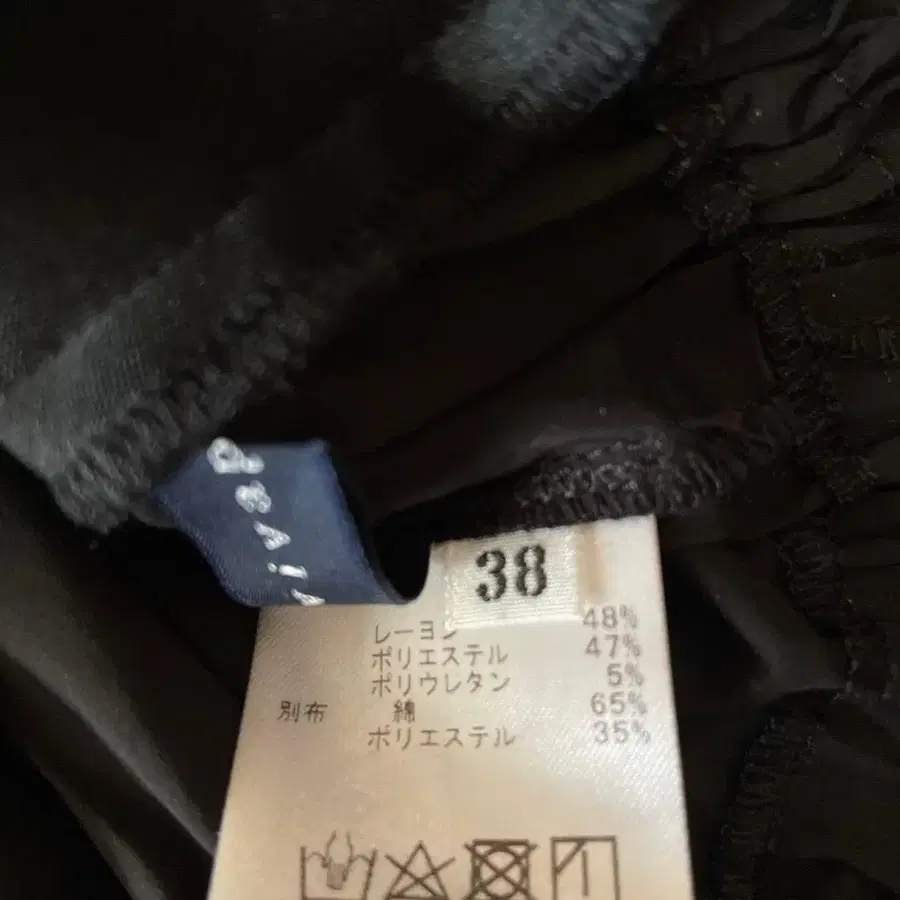 38
レーヨン 48%
ポリエステル 47%
ポリウレタン 5%
別布 綿 65%
ポリエステル 35%